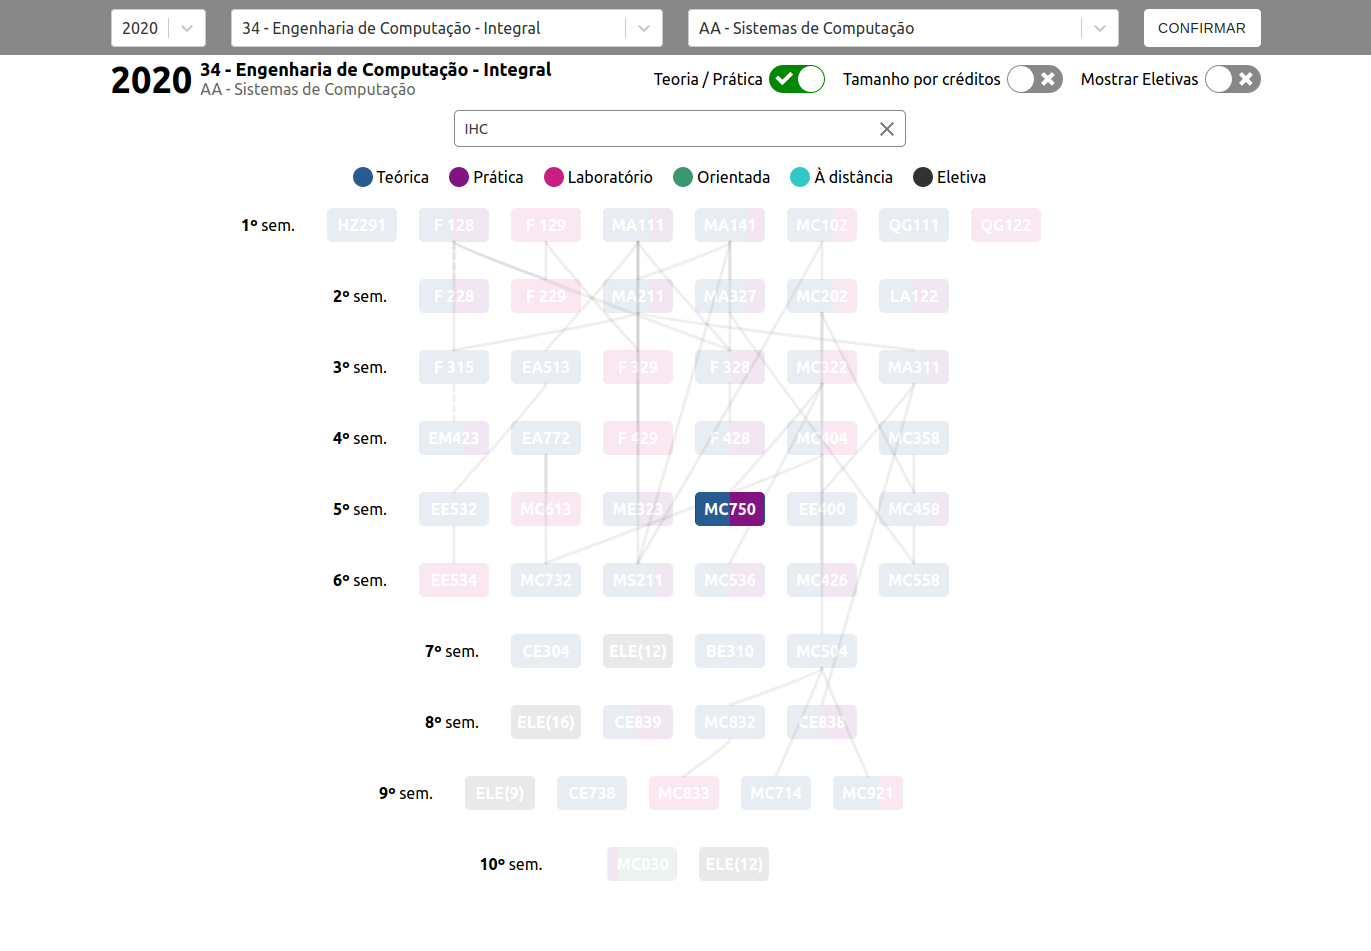 2020 34 - Engenharia de Computação - Integral AA - Sistemas de Computação CONFIRMAR
2020 34 - Engenharia de Computação - Integral
AA - Sistemas de Computação
Teoria / Prática Tamanho por créditos Mostrar Eletivas
IHC
Teórica Prática Laboratório Orientada À distância Eletiva
1º sem. HZ291 F 128 F 129 MA111 MA141 MC102 QG111 QG122
2º sem. F 228 F 229 MA211 MA327 MC202 LA122
3º sem. F 315 EA513 F 329 F 328 MC322 MA311
4º sem. EM423 EA772 F 429 F 428 MC404 MC358
5º sem. EE532 MC613 ME323 MC750 EE400 MC458
6º sem. EE534 MC732 MS211 MC536 MC426 MC558
7º sem. CE304 ELE(12) BE310 MC504
8º sem. ELE(16) CE839 MC832 CE838
9º sem. ELE(9) CE738 MC833 MC714 MC921
10º sem. MC030 ELE(12)